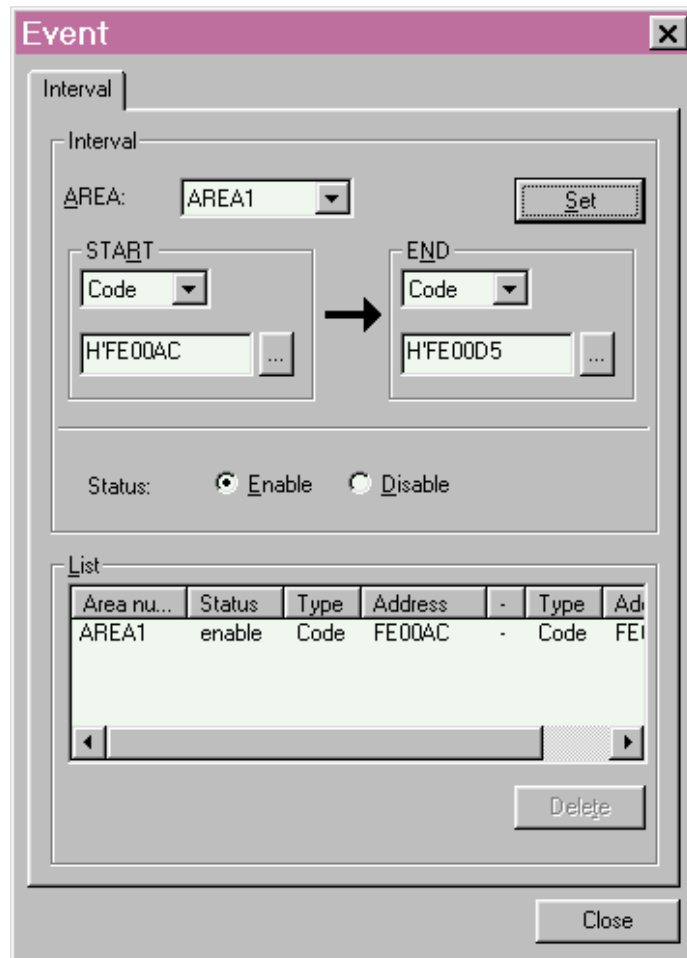 Event
Interval
Interval
AREA: AREA1 Set
START END
Code Code
H'FE00AC ... H'FE00D5 ...
Status: Enable Disable
List
Area nu... Status Type Address - Type
AREA1 enable Code FE00AC - Code
Delete
Close